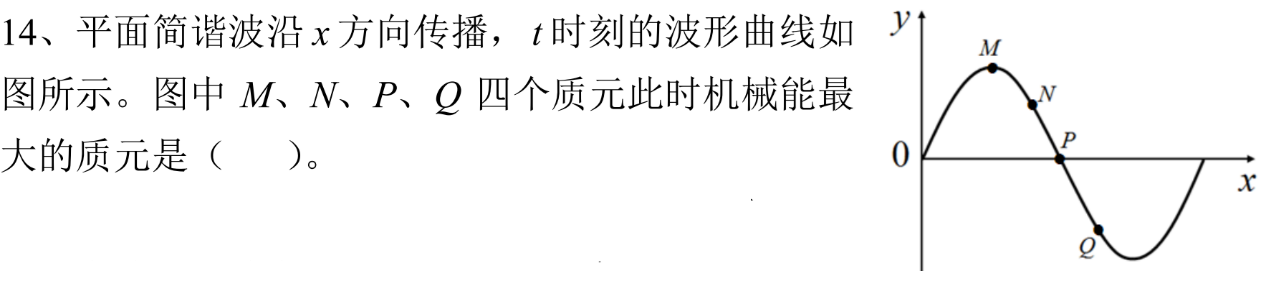 14、平面简谐波沿 x 方向传播，t 时刻的波形曲线如
图所示。图中 M、N、P、Q 四个质元此时机械能最
大的质元是（ ）。
y
M
N
P
0
x
Q